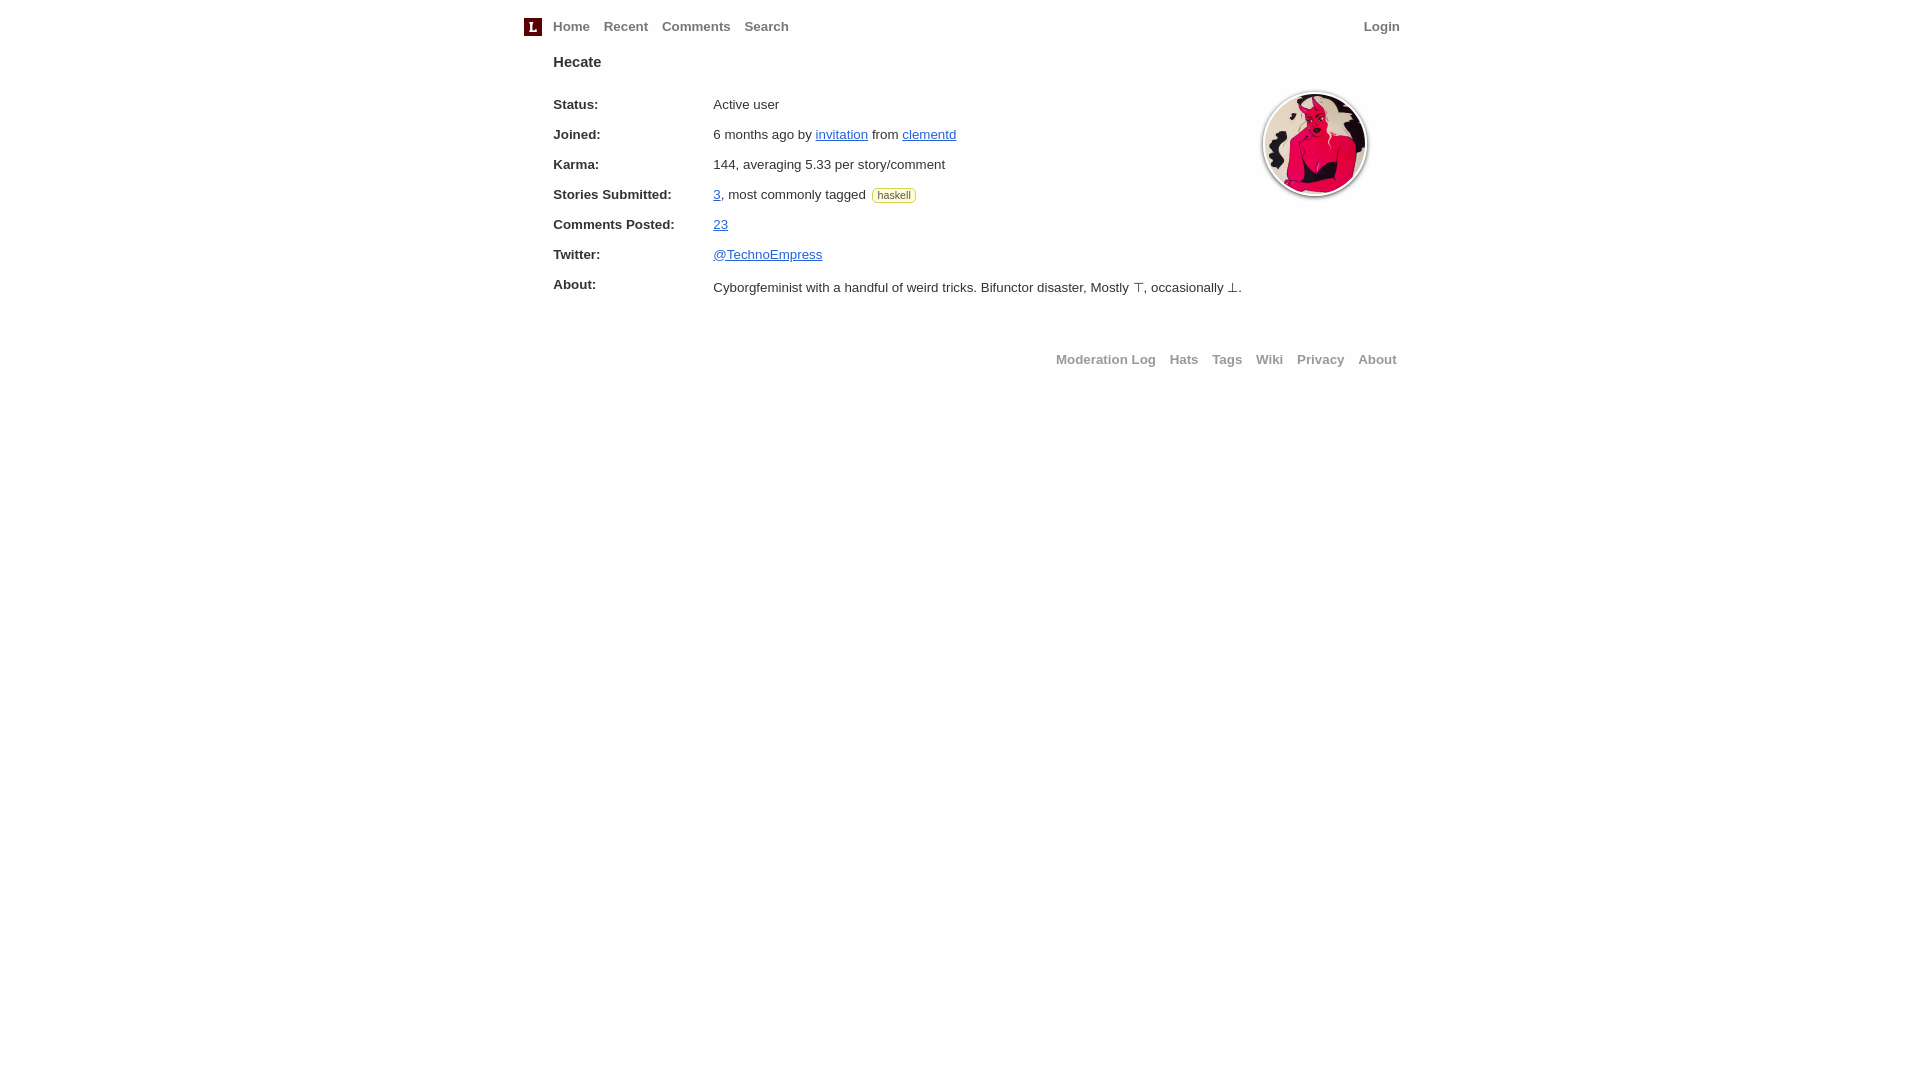 L Home Recent Comments Search Login
Hecate
Status: Active user
Joined: 6 months ago by invitation from clementd
Karma: 144, averaging 5.33 per story/comment
Stories Submitted: 3, most commonly tagged haskell
Comments Posted: 23
Twitter: @TechnoEmpress
About: Cyborgfeminist with a handful of weird tricks. Bifunctor disaster, Mostly ⊤, occasionally ⊥.
Moderation Log Hats Tags Wiki Privacy About